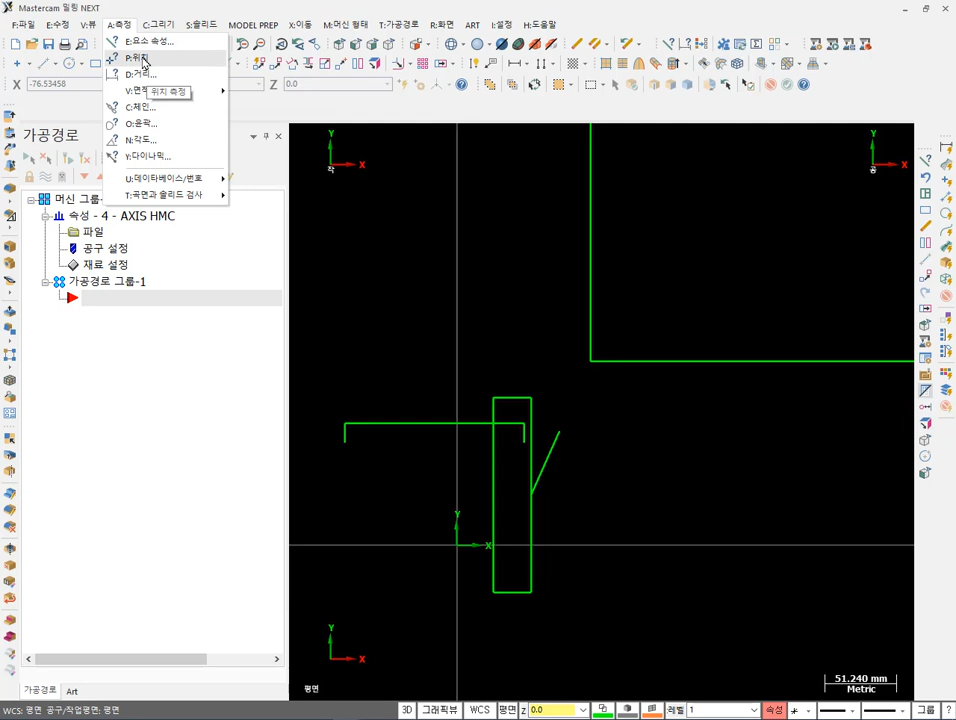 Mastercam 밀링 NEXT
F:파일 E:수정 V:뷰 A:측정 C:그리기 S:솔리드 MODEL PREP X:이동 M:머신 형태 T:가공경로 R:화면 ART I:설정 H:도움말
E:요소 속성...
P:위치
D:거리...
위치 측정
C:체인...
O:윤곽...
N:각도...
Y:다이나믹...
U:데이타베이스/번호
T:곡면과 솔리드 검사
-76.53458 Z 0.0
가공경로
머신 그룹-
속성 - 4 - AXIS HMC
파일
공구 설정
재료 설정
가공경로 그룹-1
Y X
Y X
Y X
Y X
평면
51.240 mm
Metric
가공경로 Art
WCS: 평면 공구/작업평면: 평면
3D 그래픽뷰 WCS 평면 Z 0.0 레벨 1 속성 그룹 ?